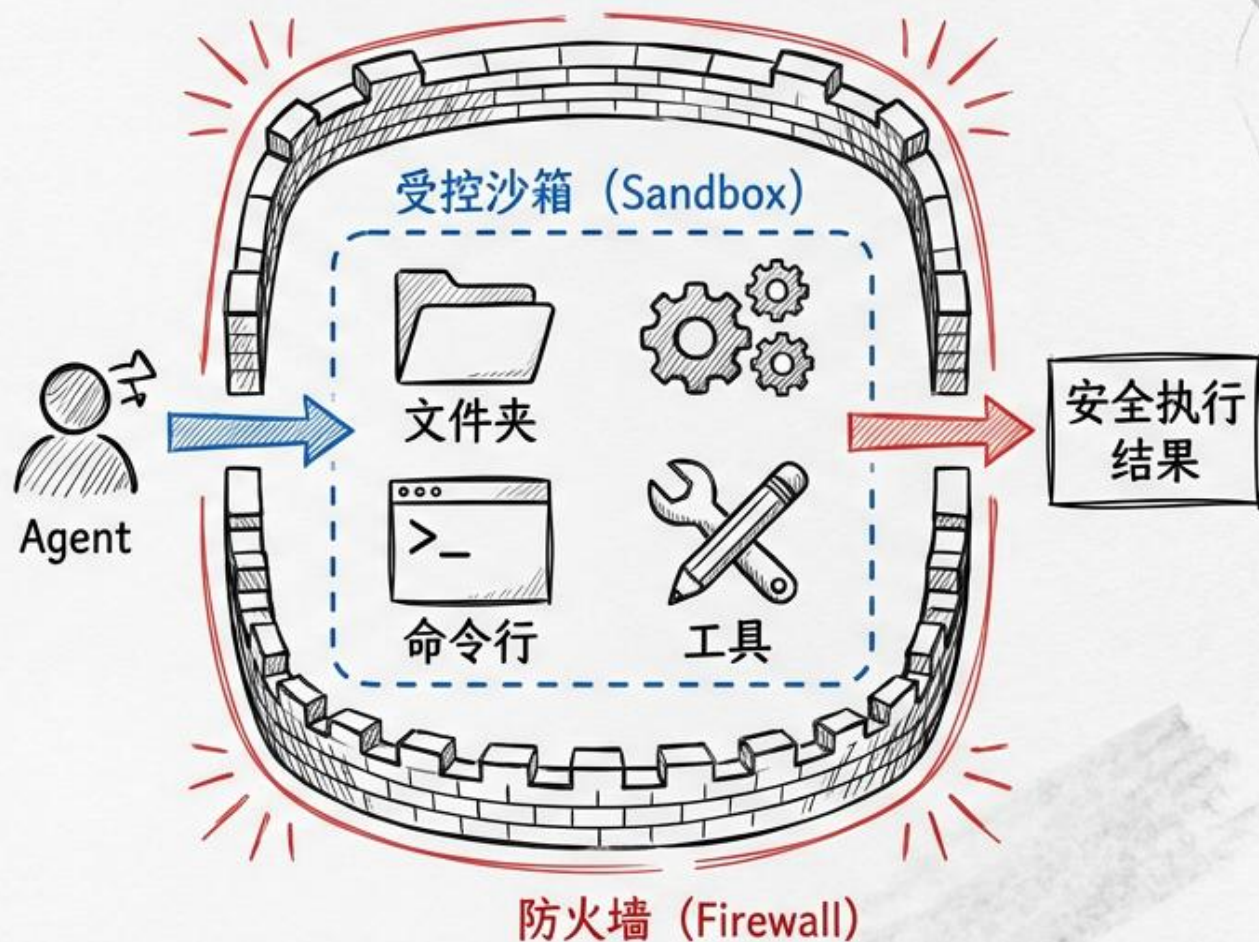 受控沙箱（Sandbox）
文件夹
Agent
安全执行
结果
>_
命令行
工具
防火墙（Firewall）